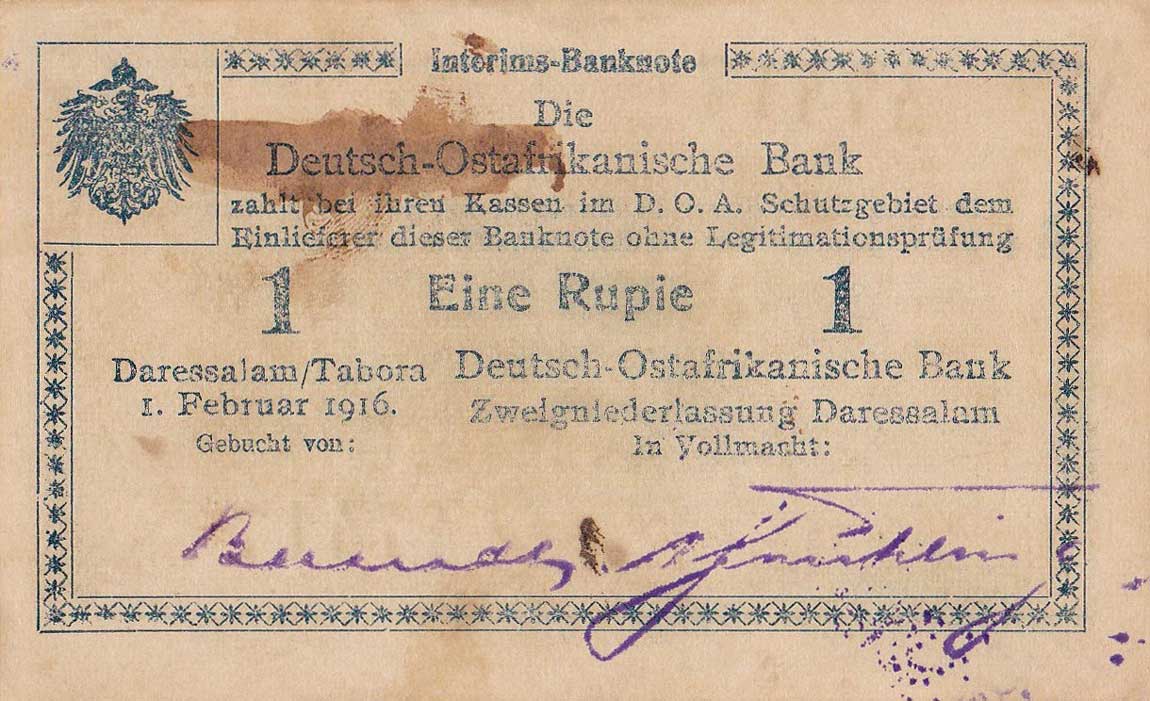 Interims-Banknote
Die
Deutsch-Ostafrikanische Bank
zahlt bei ihren Kassen im D. O. A. Schutzgebiet dem
Einlieferer dieser Banknote ohne Legitimationsprüfung
1 Eine Rupie 1
Daressalam/Tabora
1. Februar 1916.
Gebucht von:
Deutsch-Ostafrikanische Bank
Zweigniederlassung Daressalam
In Vollmacht: